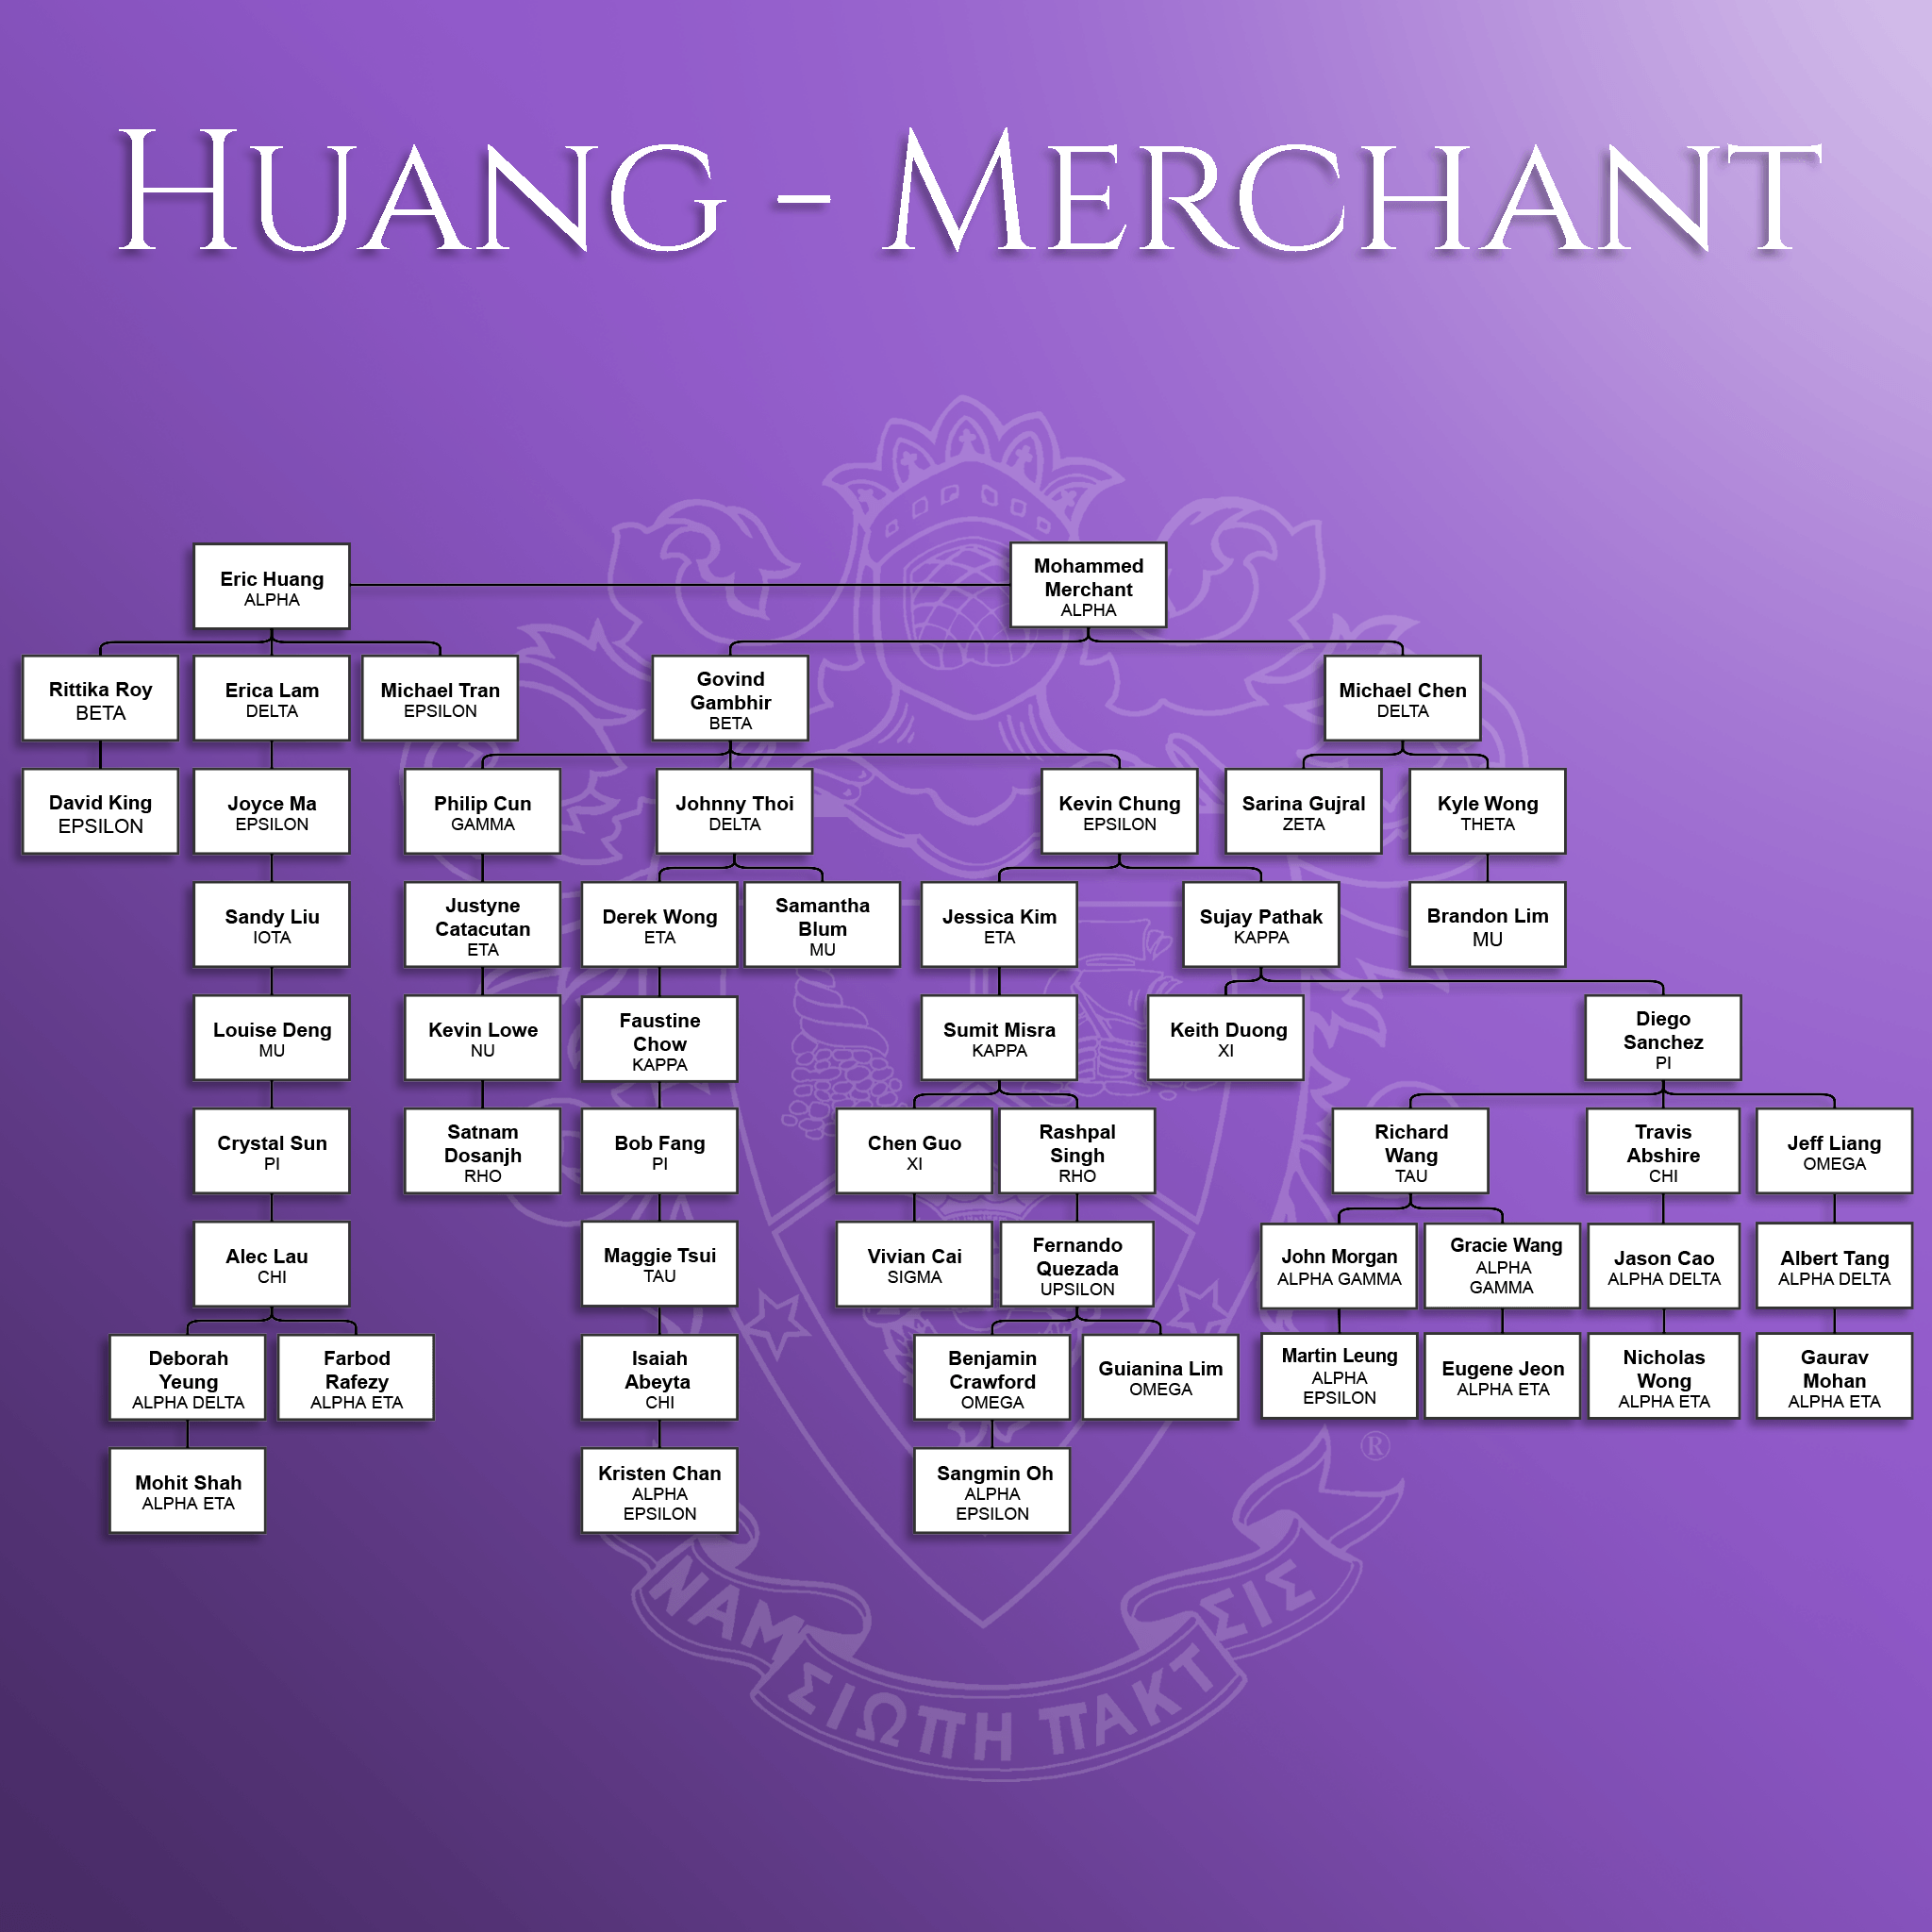 HUANG - MERCHANT
Eric Huang
ALPHA
Mohammed
Merchant
ALPHA
Rittika Roy
BETA
Erica Lam
DELTA
Michael Tran
EPSILON
Govind
Gambhir
BETA
Michael Chen
DELTA
David King
EPSILON
Joyce Ma
EPSILON
Philip Cun
GAMMA
Johnny Thoi
DELTA
Kevin Chung
EPSILON
Sarina Gujral
ZETA
Kyle Wong
THETA
Sandy Liu
IOTA
Justyne
Catacutan
ETA
Derek Wong
ETA
Samantha
Blum
MU
Jessica Kim
ETA
Sujay Pathak
KAPPA
Brandon Lim
MU
Louise Deng
MU
Kevin Lowe
NU
Faustine
Chow
KAPPA
Sumit Misra
KAPPA
Keith Duong
XI
Diego
Sanchez
PI
Crystal Sun
PI
Satnam
Dosanjh
RHO
Bob Fang
PI
Chen Guo
XI
Rashpal
Singh
RHO
Richard
Wang
TAU
Travis
Abshire
CHI
Jeff Liang
OMEGA
Alec Lau
CHI
Maggie Tsui
TAU
Vivian Cai
SIGMA
Fernando
Quezada
UPSILON
John Morgan
ALPHA GAMMA
Gracie Wang
ALPHA
GAMMA
Jason Cao
ALPHA DELTA
Albert Tang
ALPHA DELTA
Deborah
Yeung
ALPHA DELTA
Farbod
Rafezy
ALPHA ETA
Isaiah
Abeyta
CHI
Benjamin
Crawford
OMEGA
Guianina Lim
OMEGA
Martin Leung
ALPHA
EPSILON
Eugene Jeon
ALPHA ETA
Nicholas
Wong
ALPHA ETA
Gaurav
Mohan
ALPHA ETA
Mohit Shah
ALPHA ETA
Kristen Chan
ALPHA
EPSILON
Sangmin Oh
ALPHA
EPSILON
®
ΝΑΜ ΣΙΩΠΗ ΠΑΚΤ ΣΙΣ